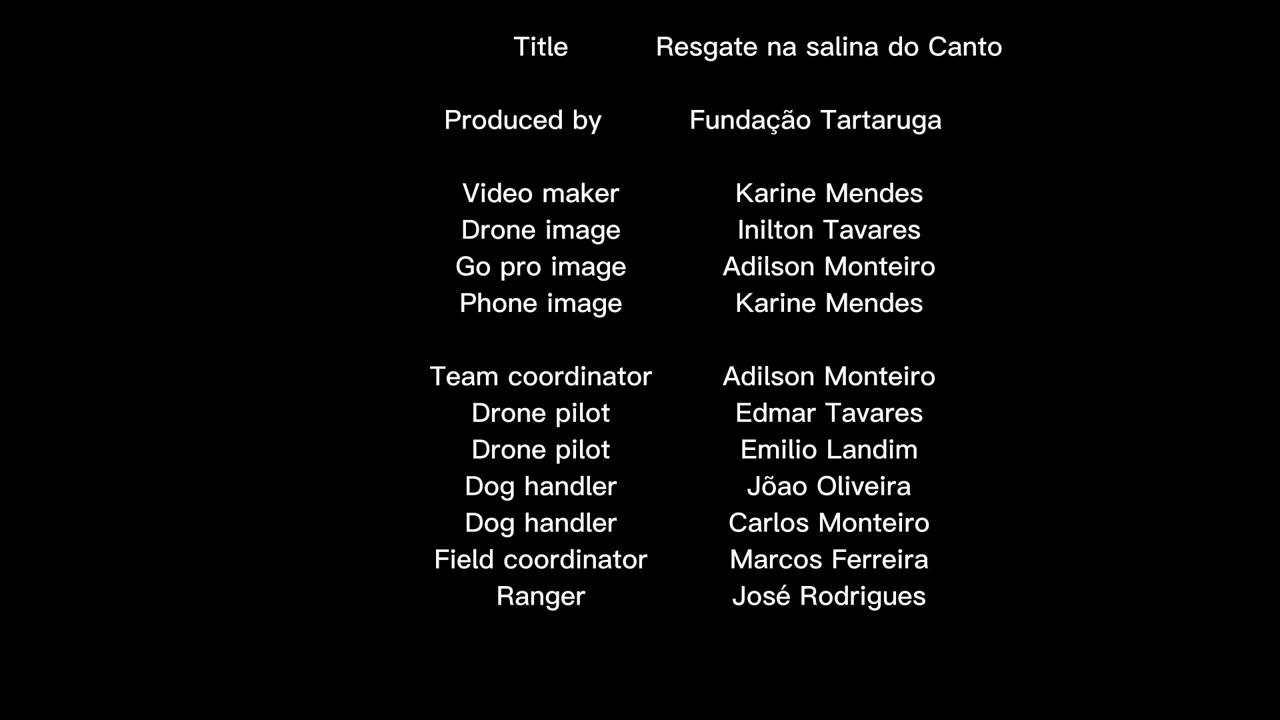 Title Resgate na salina do Canto
Produced by Fundação Tartaruga
Video maker Karine Mendes
Drone image Inilton Tavares
Go pro image Adilson Monteiro
Phone image Karine Mendes
Team coordinator Adilson Monteiro
Drone pilot Edmar Tavares
Drone pilot Emilio Landim
Dog handler Jõao Oliveira
Dog handler Carlos Monteiro
Field coordinator Marcos Ferreira
Ranger José Rodrigues